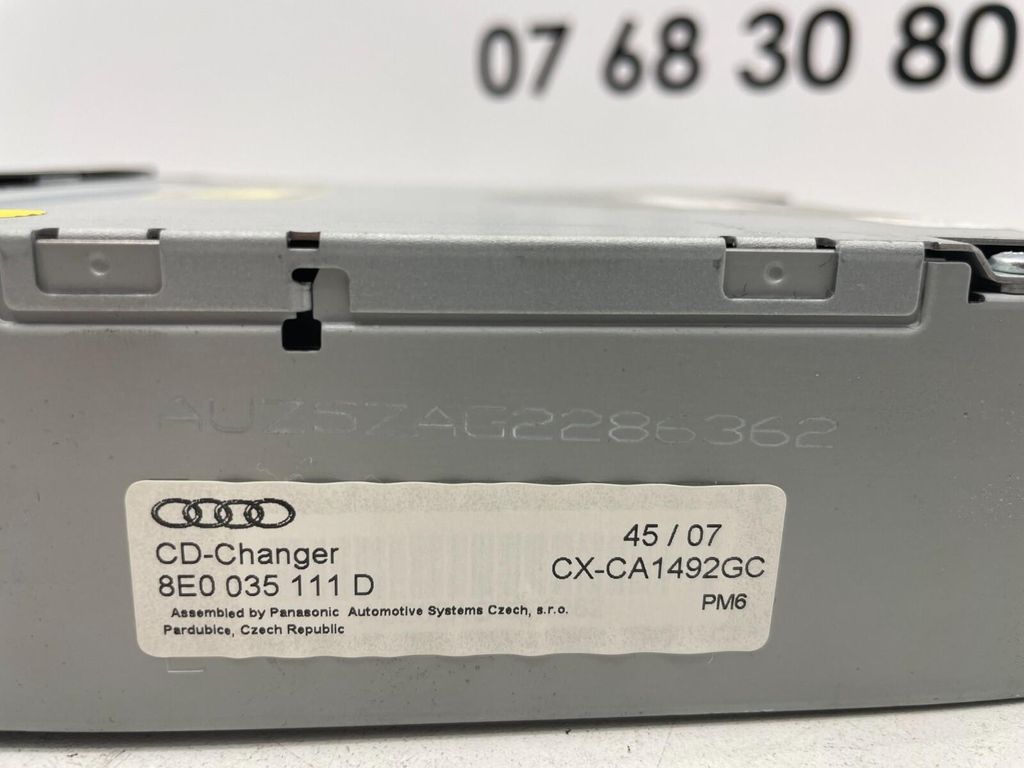 07 68 30 80
AUZ5ZAG2286362
CD-Changer
8E0 035 111 D
Assembled by Panasonic Automotive Systems Czech, s.r.o.
Pardubice, Czech Republic
45 / 07
CX-CA1492GC
PM6